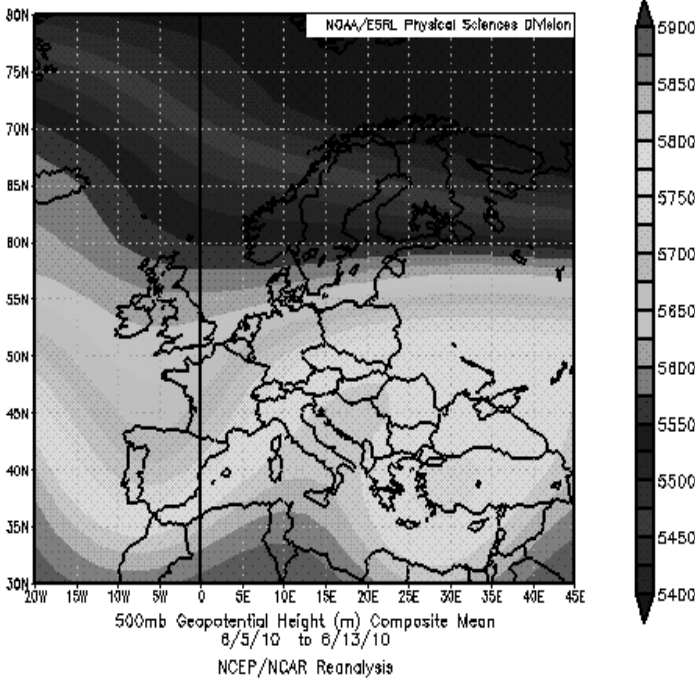 NOAA/ESRL Physical Sciences Division
80N
75N
70N
65N
60N
55N
50N
45N
40N
35N
30N
20W 15W 10W 5W 0 5E 10E 15E 20E 25E 30E 35E 40E 45E
500mb Geopotential Height (m) Composite Mean
6/5/10 to 6/13/10
NCEP/NCAR Reanalysis
5900
5800
5750
5700
5650
5600
5550
5500
5450
5400